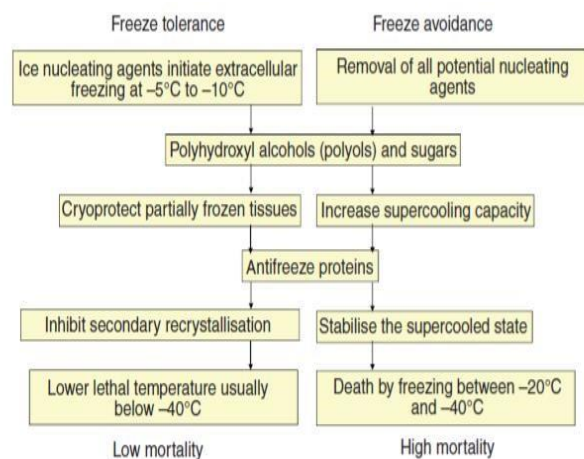 Freeze tolerance
Freeze avoidance
Ice nucleating agents initiate extracellular
freezing at –5°C to –10°C
Removal of all potential nucleating
agents
Polyhydroxyl alcohols (polyols) and sugars
Cryoprotect partially frozen tissues
Increase supercooling capacity
Antifreeze proteins
Inhibit secondary recrystallisation
Stabilise the supercooled state
Lower lethal temperature usually
below –40°C
Death by freezing between –20°C
and –40°C
Low mortality
High mortality